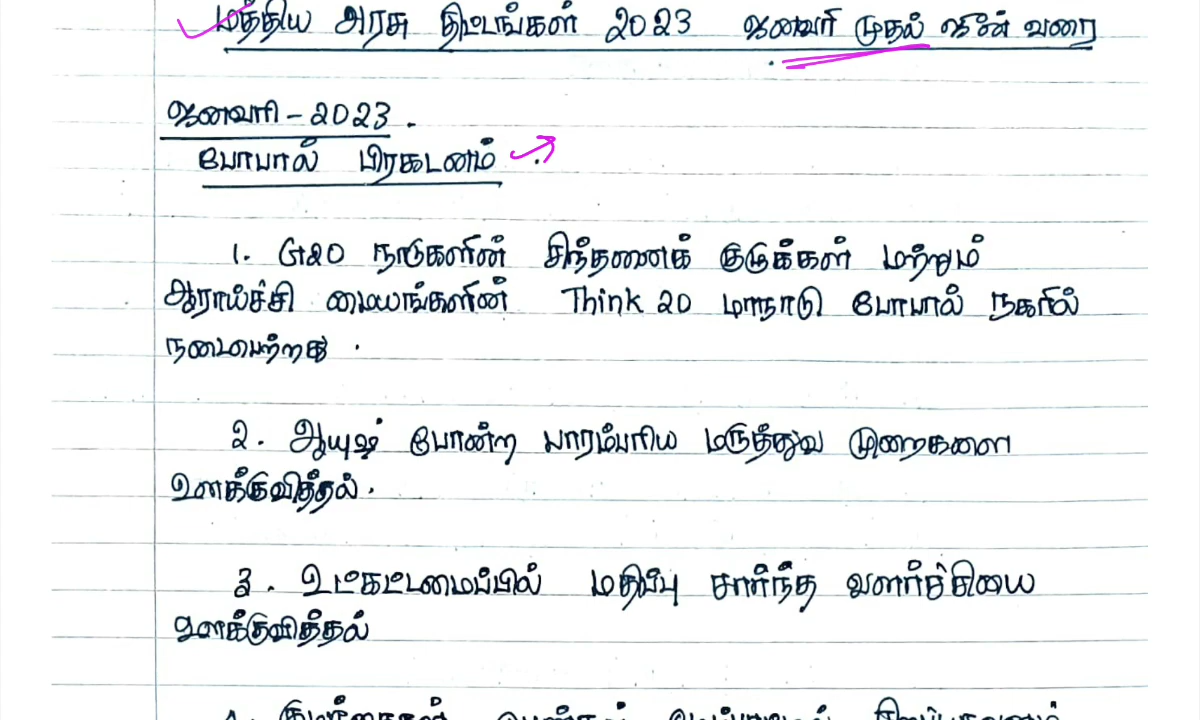 மத்திய அரசு திட்டங்கள் 2023 ஜனவரி முதல் ஜூன் வரை
ஜனவரி - 2023.
போபால் பிரகடனம்
1. G20 நாடுகளின் சிந்தணைக் குழுக்கள் மற்றும்
ஆராய்ச்சி மையங்களின் Think 20 மாநாடு போபால் நகரில்
நடைபெற்றது.
2. ஆயுஷ் போன்ற பாரம்பரிய மருத்துவ முறைகளை
ஊக்குவித்தல்.
3. உட்கட்டமைப்பில் மதிப்பு சார்ந்த வளர்ச்சியை
ஊக்குவித்தல்